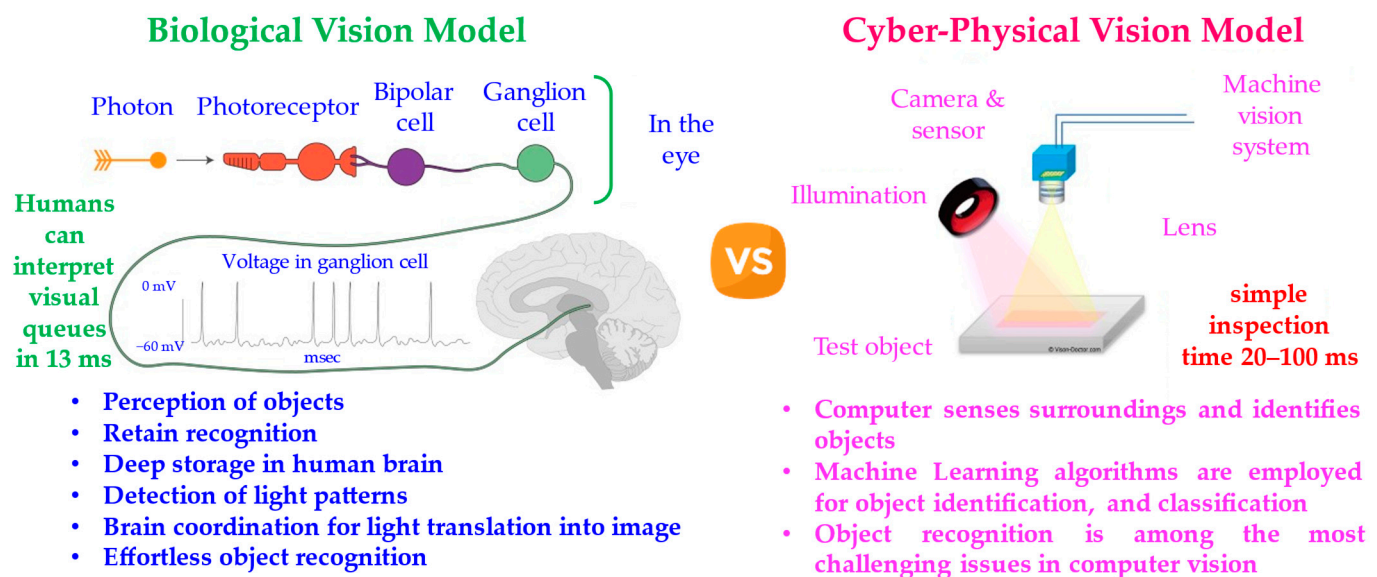 Biological Vision Model
Photon
Photoreceptor
Bipolar
cell
Ganglion
cell
In the
eye
Humans
can
interpret
visual
queues
in 13 ms
Voltage in ganglion cell
0 mV
–60 mV
msec
• Perception of objects
• Retain recognition
• Deep storage in human brain
• Detection of light patterns
• Brain coordination for light translation into image
• Effortless object recognition
VS
Cyber-Physical Vision Model
Camera &
sensor
Machine
vision
system
Illumination
Lens
Test object
© Vison-Doctor.com
simple
inspection
time 20–100 ms
• Computer senses surroundings and identifies
objects
• Machine Learning algorithms are employed
for object identification, and classification
• Object recognition is among the most
challenging issues in computer vision